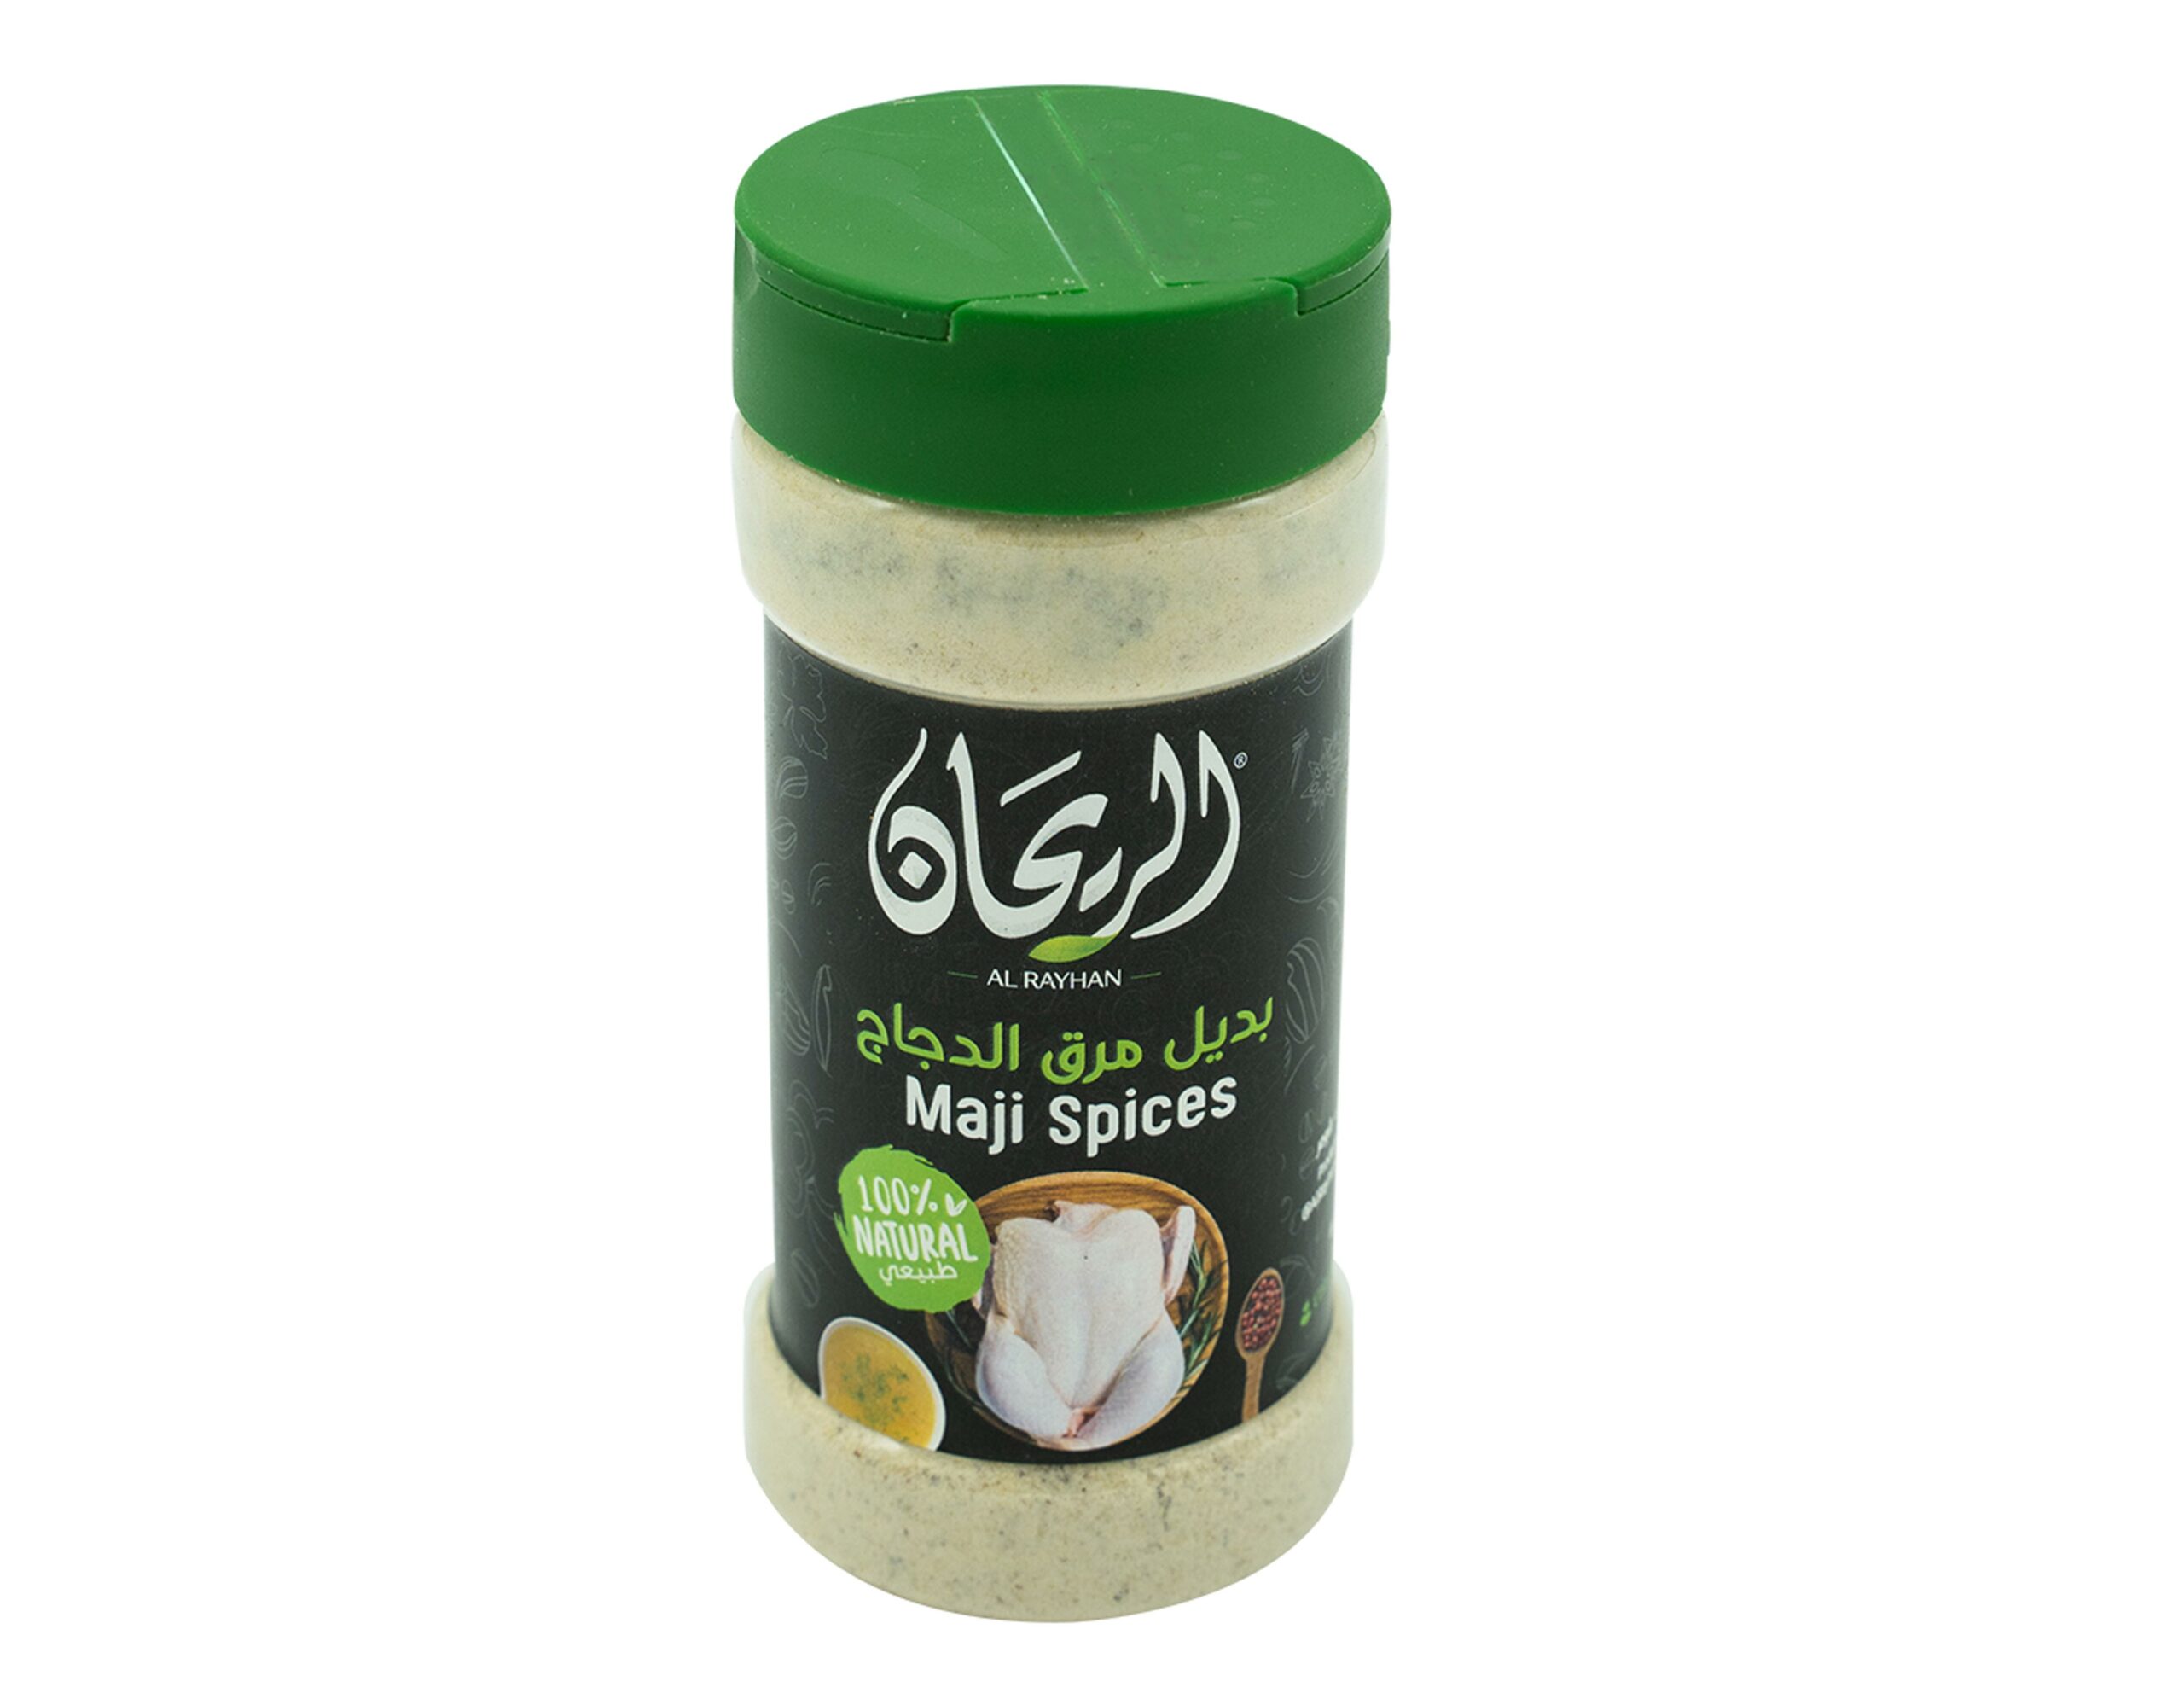 الريحان®
AL RAYHAN
بديل مرق الدجاج
Maji Spices
100%
NATURAL
طبيعي